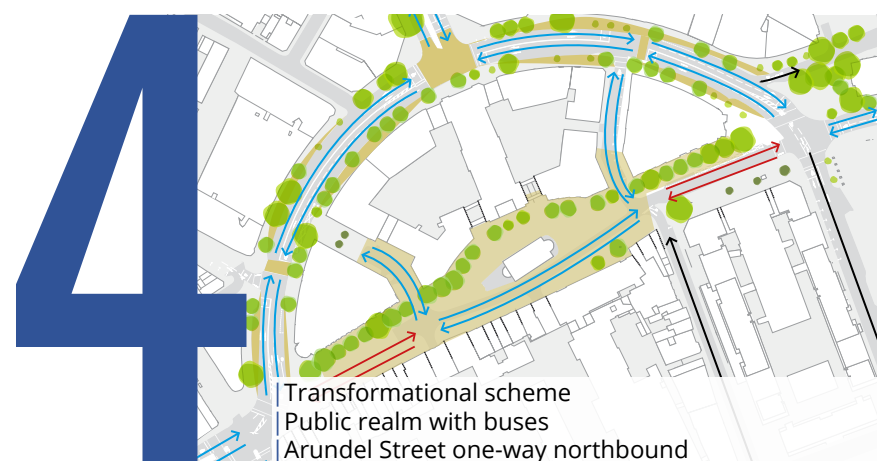 4
Transformational scheme
Public realm with buses
Arundel Street one-way northbound